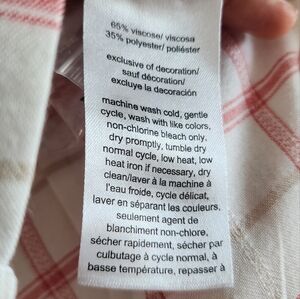 65% viscose/ viscosa
35% polyester/ poliéster
exclusive of decoration/
sauf décoration/
excluye la decoración
machine wash cold, gentle
cycle, wash with like colors,
non-chlorine bleach only,
dry promptly, tumble dry
normal cycle, low heat, low
heat iron if necessary, dry
clean/laver à la machine à
l'eau froide, cycle délicat,
laver en séparant les couleurs,
seulement agent de
blanchiment non-chlore,
sécher rapidement, sécher par
culbutage à cycle normal, à
basse température, repasser à